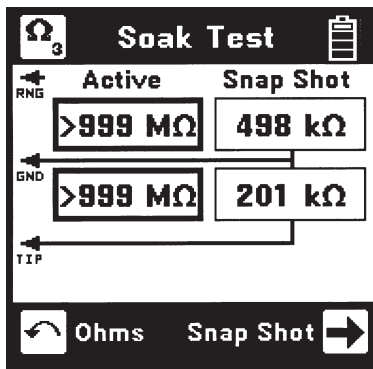 Ω3 Soak Test
RNG Active Snap Shot
>999 MΩ 498 kΩ
GND
>999 MΩ 201 kΩ
TIP
Ohms Snap Shot